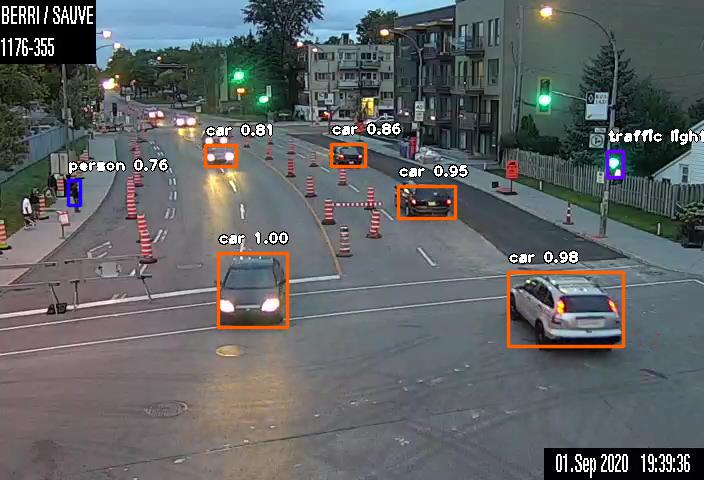 BERRI / SAUVE
1176-355
car 0.81
car 0.86
traffic light
person 0.76
car 0.95
car 1.00
car 0.98
01.Sep 2020 19:39:36